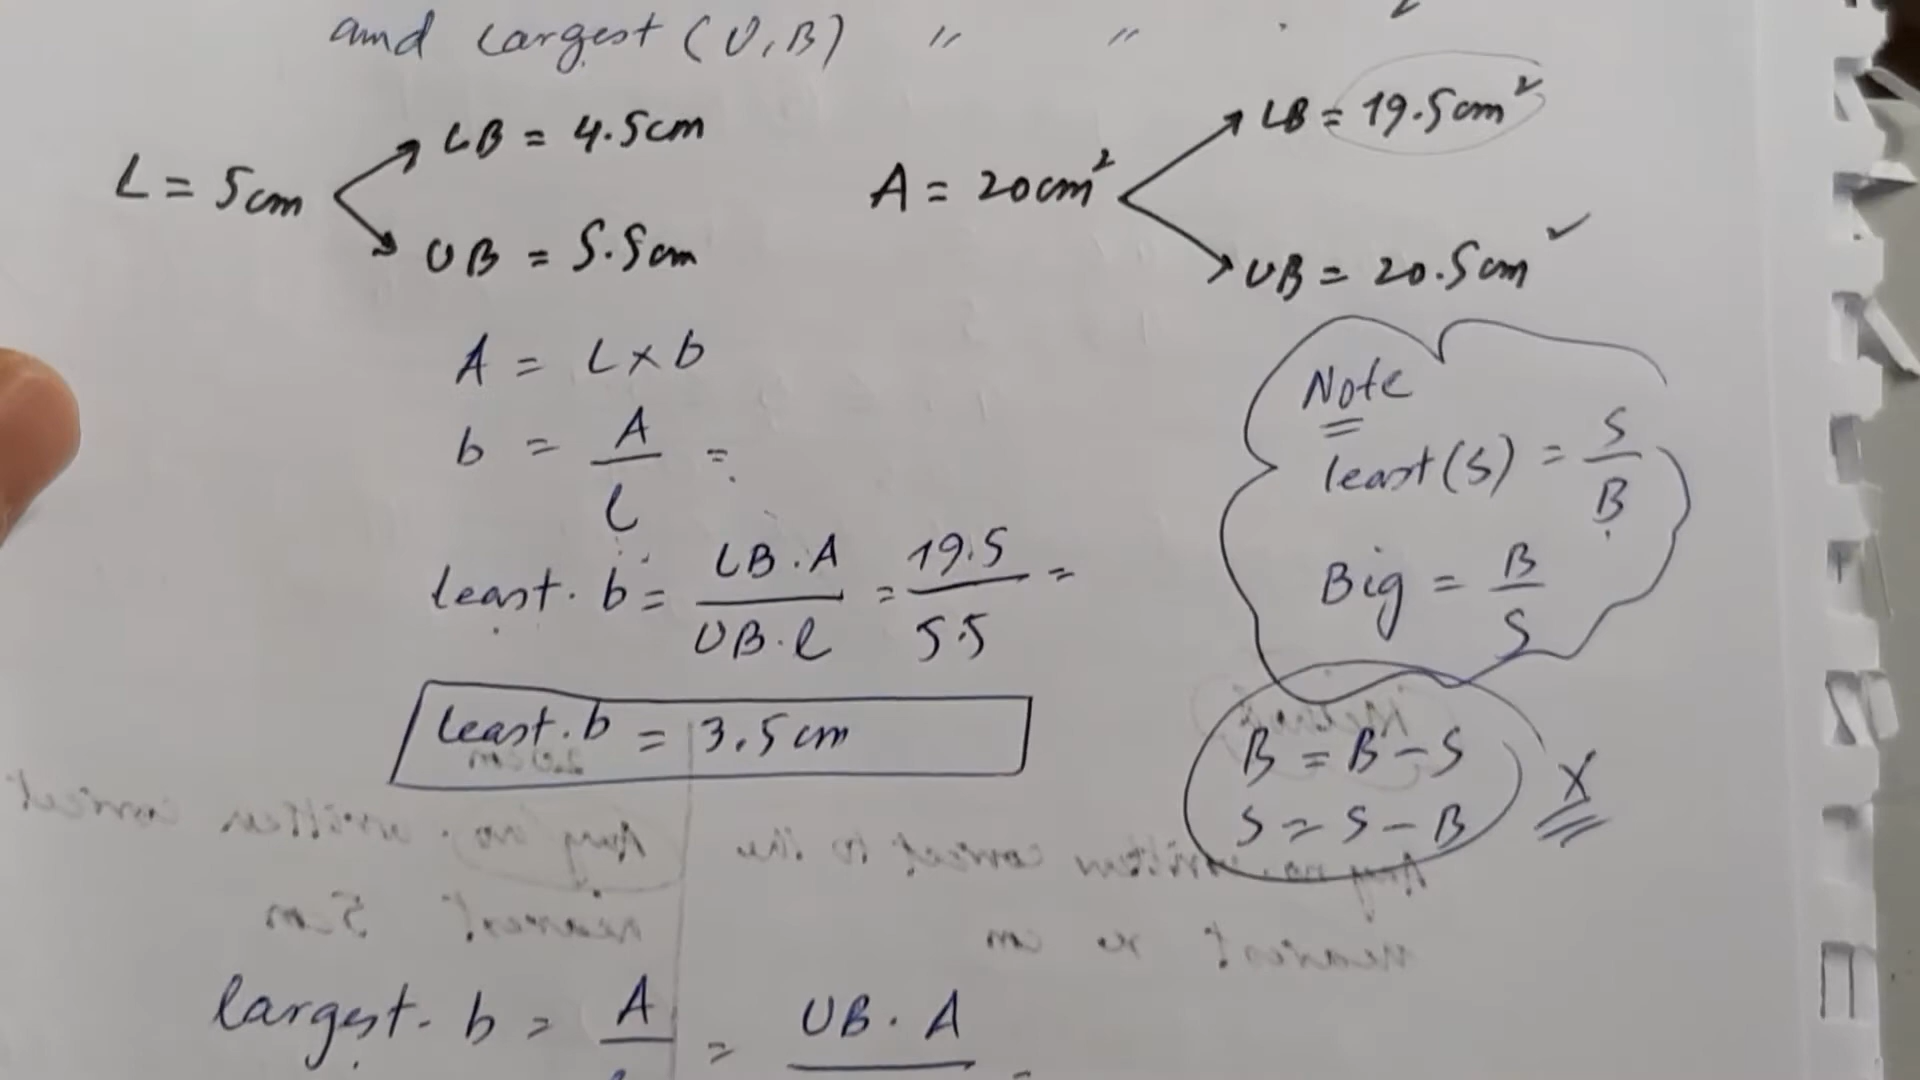 and largest (U.B) " "
L = 5cm
LB = 4.5cm
UB = 5.5cm
A = 20cm²
LB = 19.5cm²
UB = 20.5cm
A = L × b
b = A/l =
least. b = LB.A/UB.l = 19.5/5.5 =
least.b = 3.5cm
Note
least(S) = S/B
Big = B/S
B = B - S
S = S - B
X
largest. b = A = UB. A =